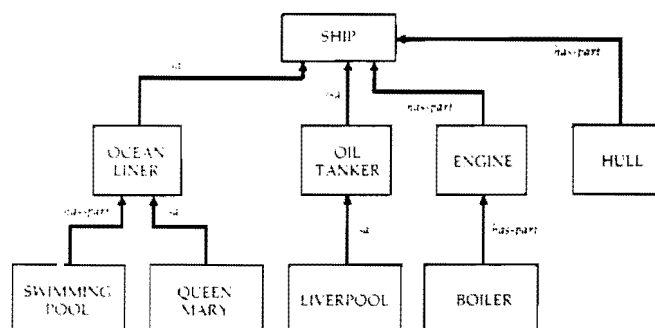 SHIP
isa
isa
has-part
has-part
OCEAN
LINER
OIL
TANKER
ENGINE
HULL
has-part
isa
isa
has-part
SWIMMING
POOL
QUEEN
MARY
LIVERPOOL
BOILER